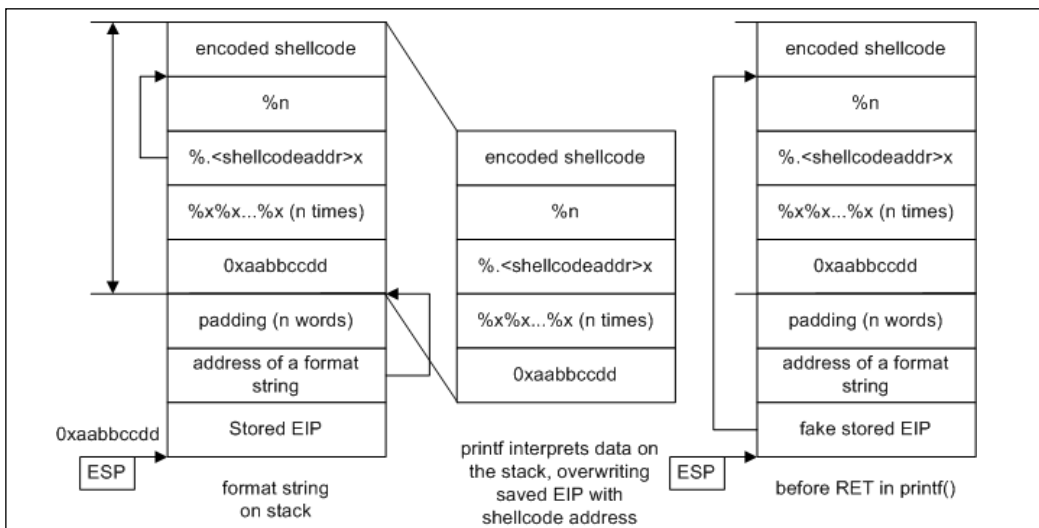 encoded shellcode
%n
%.<shellcodeaddr>x
%x%x...%x (n times)
0xaabbccdd
padding (n words)
address of a format
string
Stored EIP
0xaabbccdd
ESP
format string
on stack
encoded shellcode
%n
%.<shellcodeaddr>x
%x%x...%x (n times)
0xaabbccdd
printf interprets data on
the stack, overwriting
saved EIP with
shellcode address
encoded shellcode
%n
%.<shellcodeaddr>x
%x%x...%x (n times)
0xaabbccdd
padding (n words)
address of a format
string
fake stored EIP
ESP
before RET in printf()